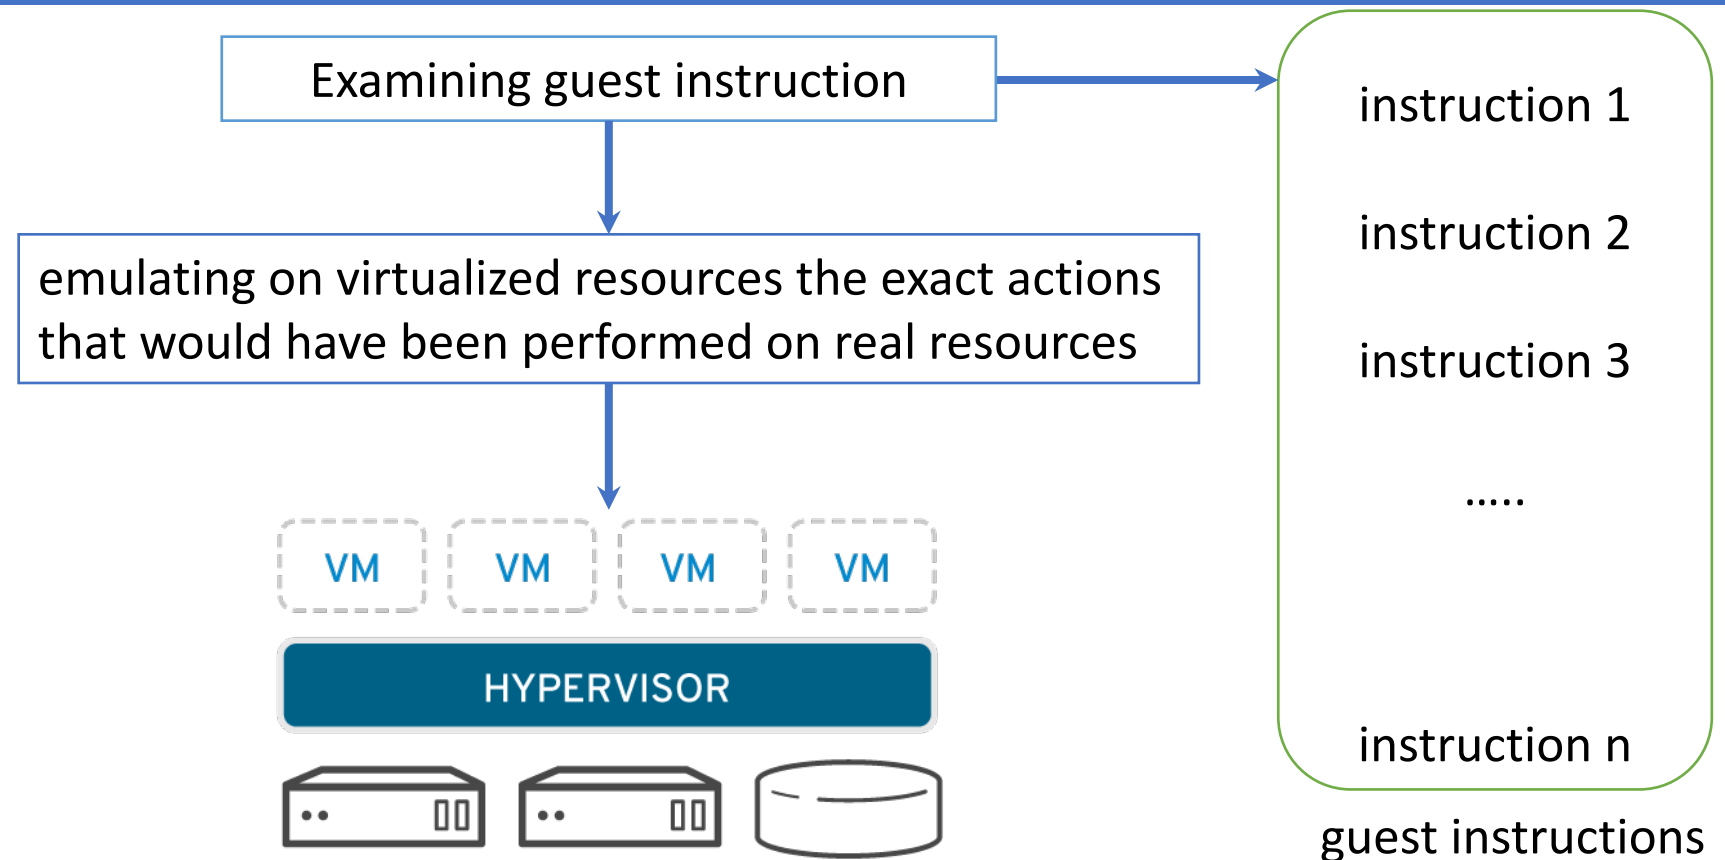 Examining guest instruction
emulating on virtualized resources the exact actions
that would have been performed on real resources
VM VM VM VM
HYPERVISOR
instruction 1
instruction 2
instruction 3
.....
instruction n
guest instructions